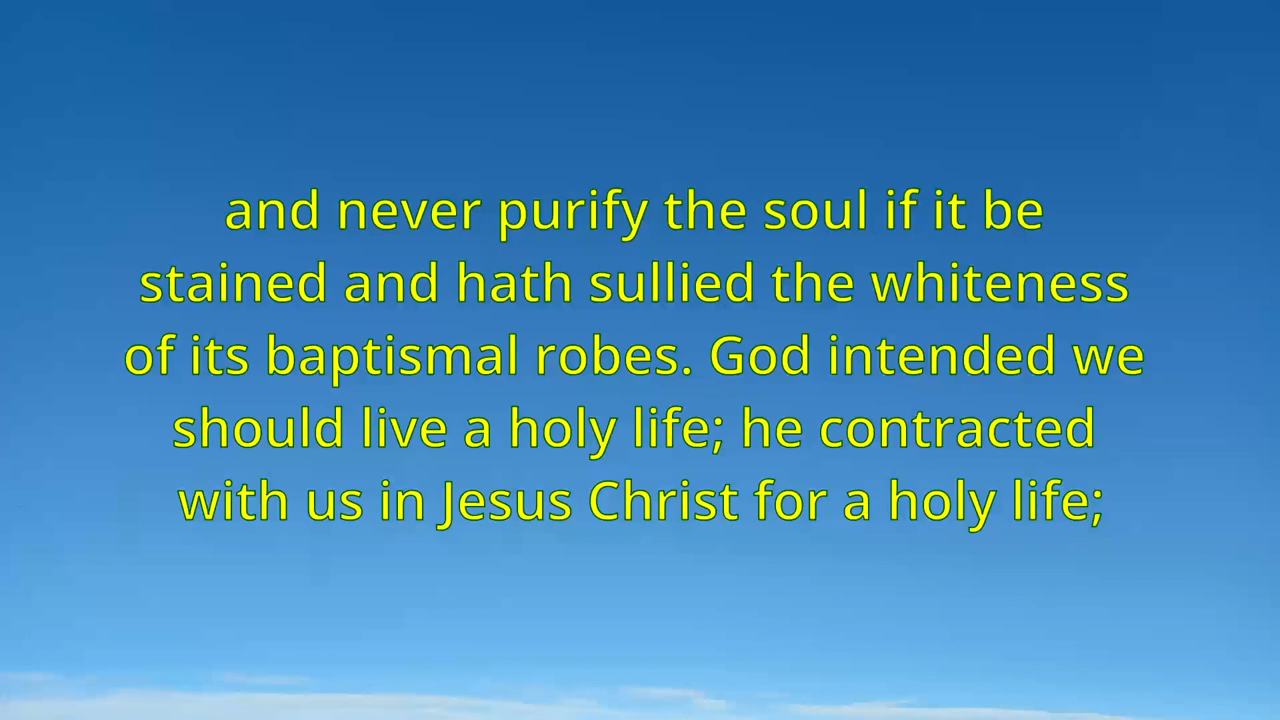 and never purify the soul if it be
stained and hath sullied the whiteness
of its baptismal robes. God intended we
should live a holy life; he contracted
with us in Jesus Christ for a holy life;